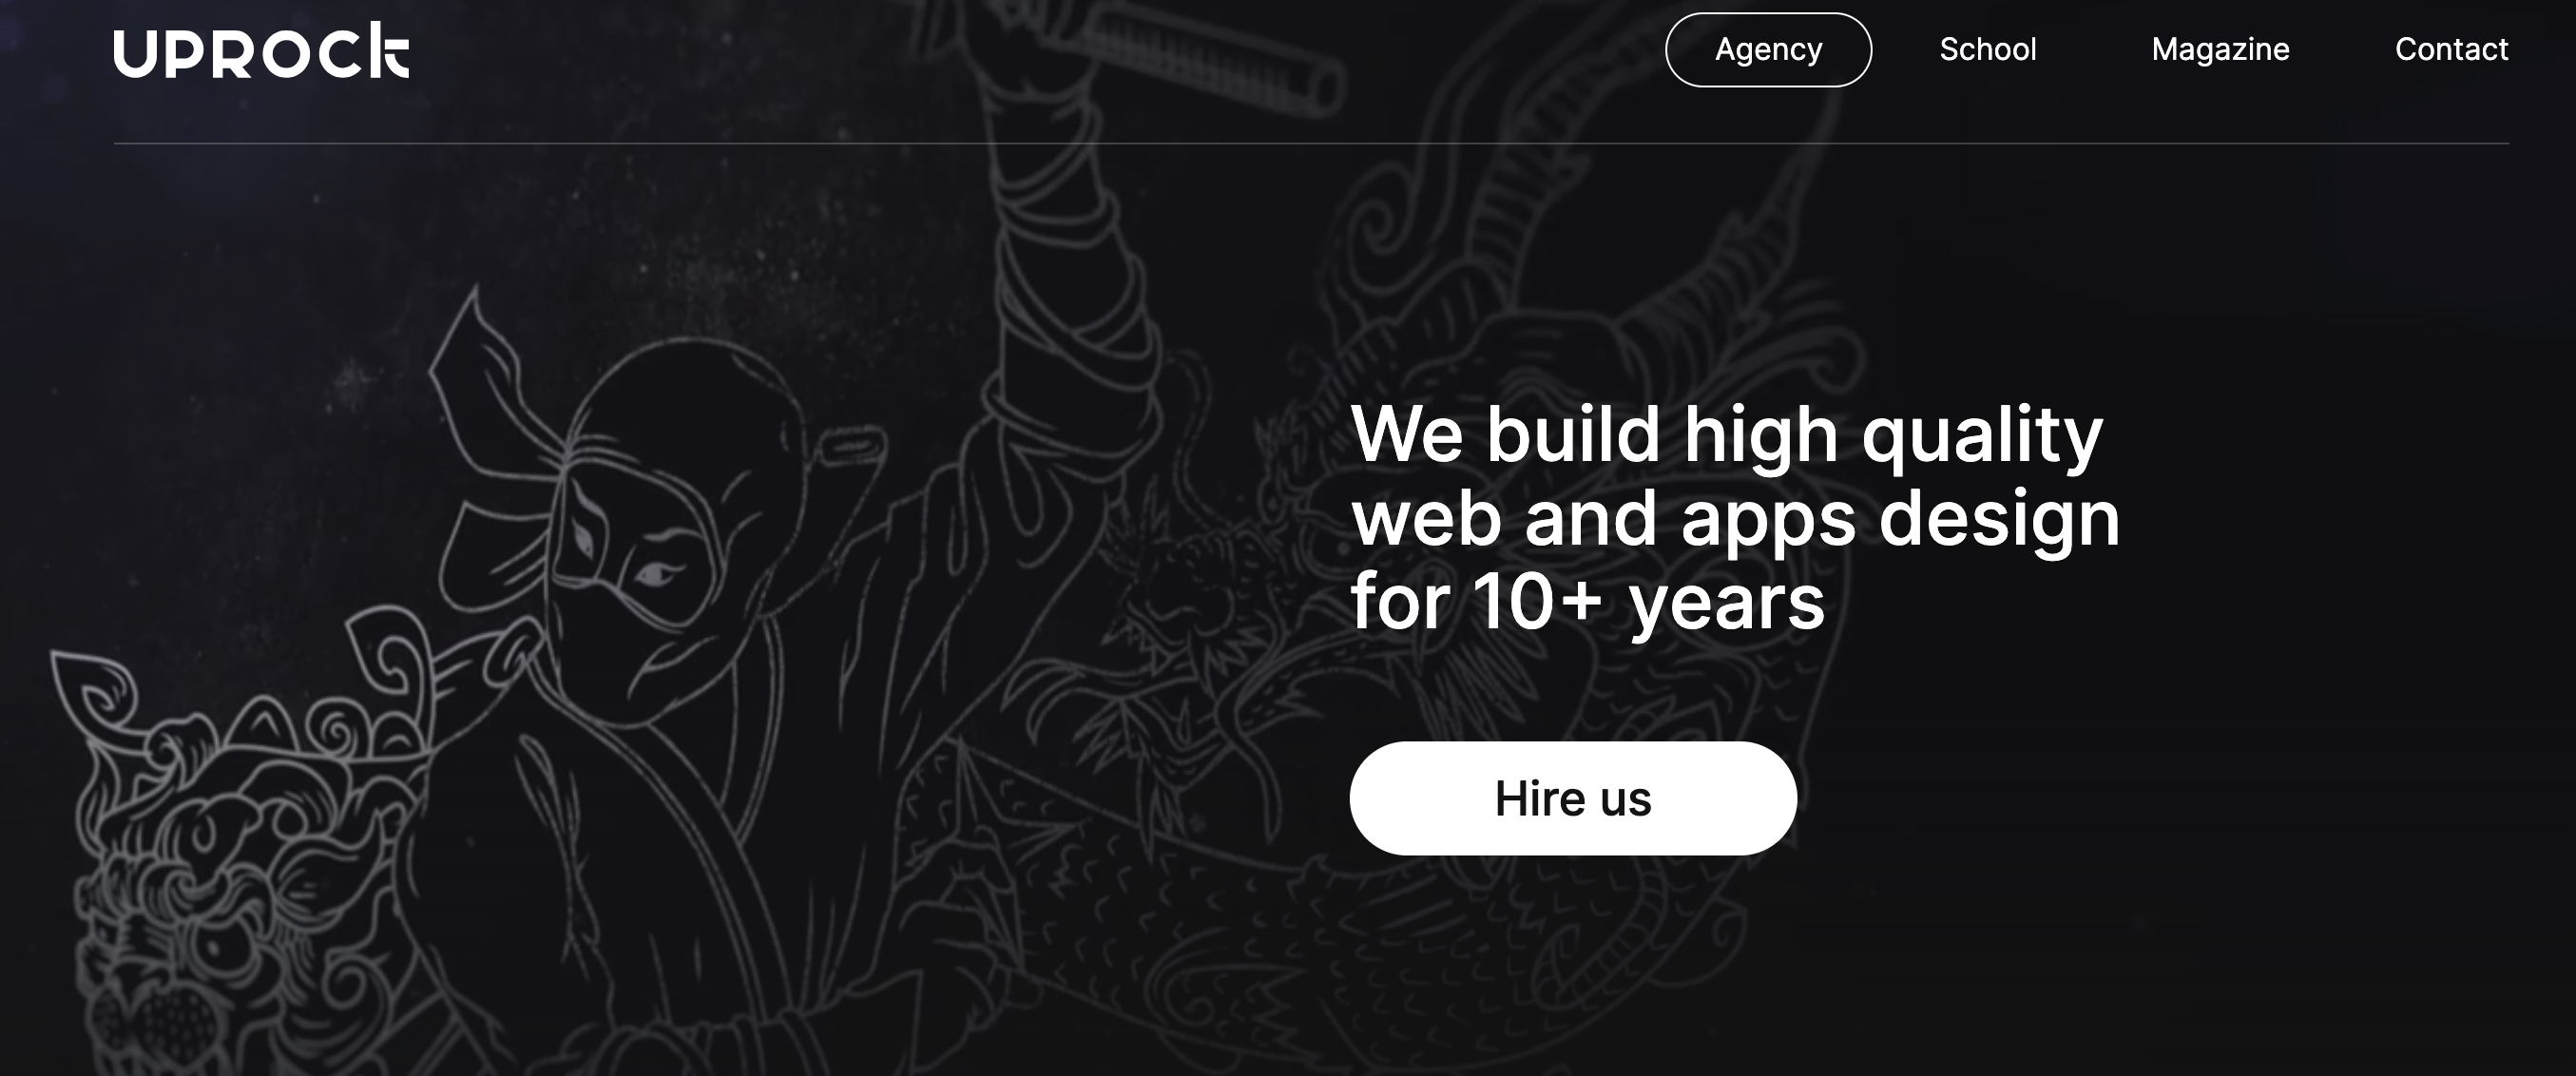 UPROCK
Agency
School
Magazine
Contact
We build high quality
web and apps design
for 10+ years
Hire us